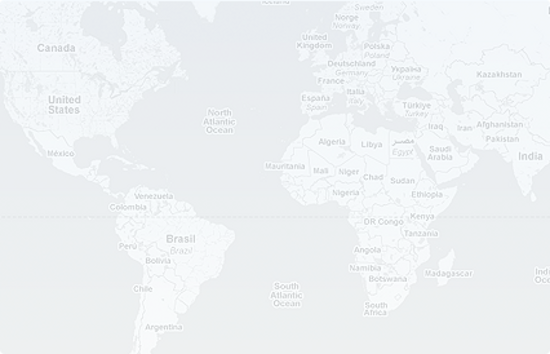 Sweden
Norge
Norway
Canada
United
Kingdom
Polska
Poland
Deutschland
Germany
Україна
Ukraine
Kazakhstan
France
United
States
España
Spain
Italia
Italy
Türkiye
Turkey
North
Atlantic
Ocean
Iraq
Iran
Afghanistan
Pakistan
Algeria
Libya
مصر
Egypt
Saudi
Arabia
India
México
Mauritania
Mali
Niger
Chad
Sudan
Nigeria
Ethiopia
Venezuela
Colombia
DR Congo
Kenya
Tanzania
Perú
Brasil
Brazil
Bolivia
Angola
Namibia
Botswana
Madagascar
Chile
South
Atlantic
Ocean
South
Africa
Argentina